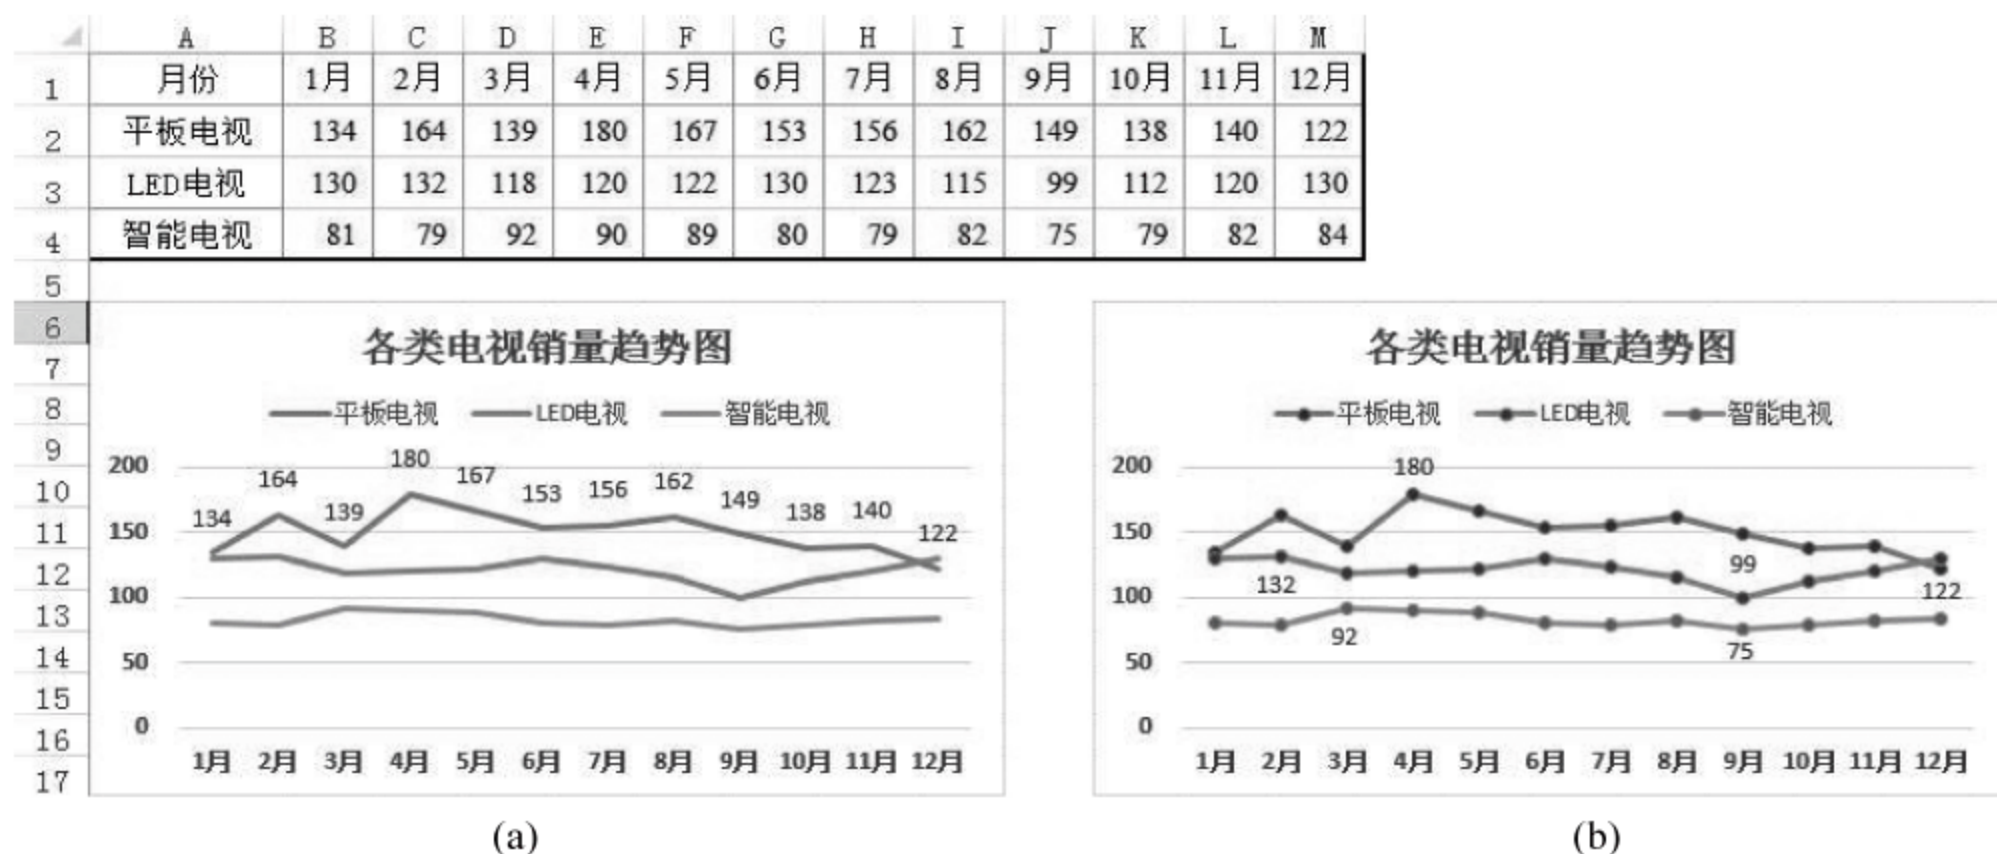 A B C D E F G H I J K L M
1 月份 1月 2月 3月 4月 5月 6月 7月 8月 9月 10月 11月 12月
2 平板电视 134 164 139 180 167 153 156 162 149 138 140 122
3 LED电视 130 132 118 120 122 130 123 115 99 112 120 130
4 智能电视 81 79 92 90 89 80 79 82 75 79 82 84
5
6
7
8
9
10
11
12
13
14
15
16
17
各类电视销量趋势图
平板电视 LED电视 智能电视
200
150
100
50
0
134 164 139 180 167 153 156 162 149 138 140 122
1月 2月 3月 4月 5月 6月 7月 8月 9月 10月 11月 12月
(a)
各类电视销量趋势图
平板电视 LED电视 智能电视
200
150
100
50
0
180
99
132 122
92 75
1月 2月 3月 4月 5月 6月 7月 8月 9月 10月 11月 12月
(b)